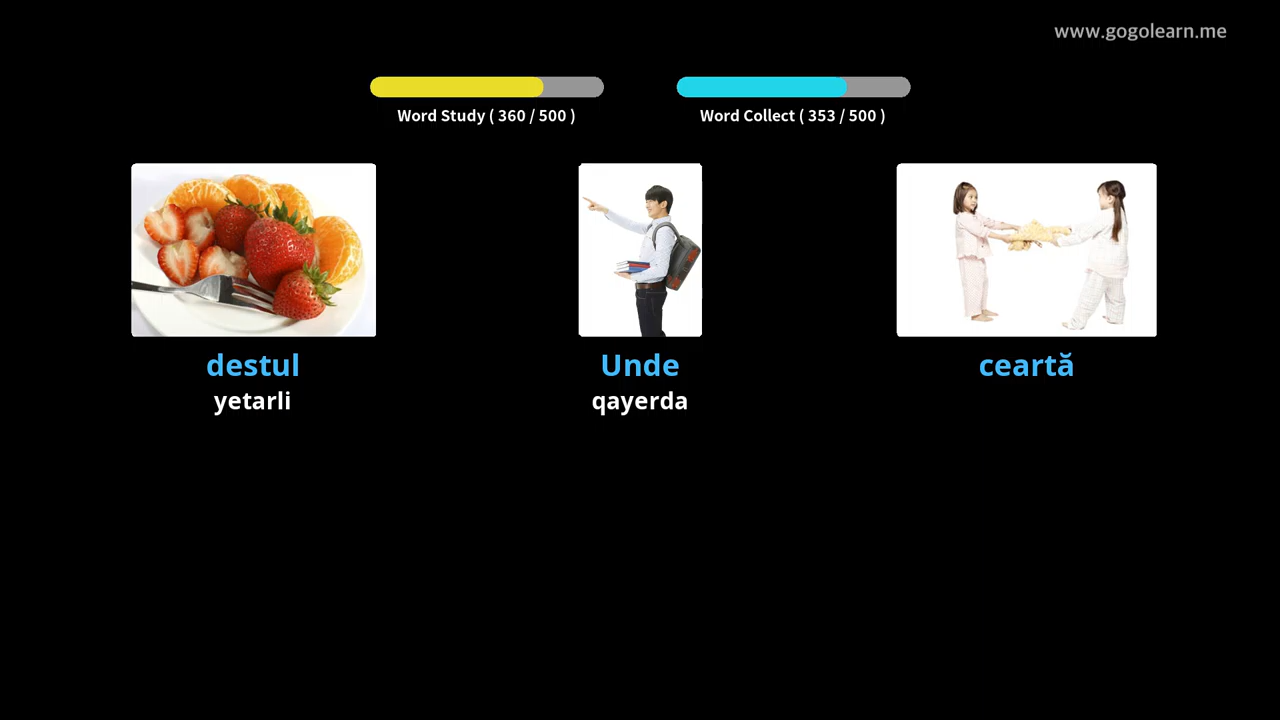 www.gogolearn.me
Word Study ( 360 / 500 )
Word Collect ( 353 / 500 )
destul
Unde
ceartă
yetarli
qayerda